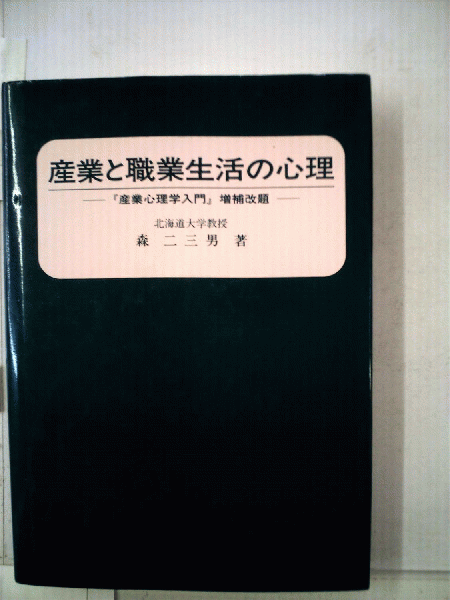 産業と職業生活の心理
──『産業心理学入門』増補改題──
北海道大学教授
森 二三男 著